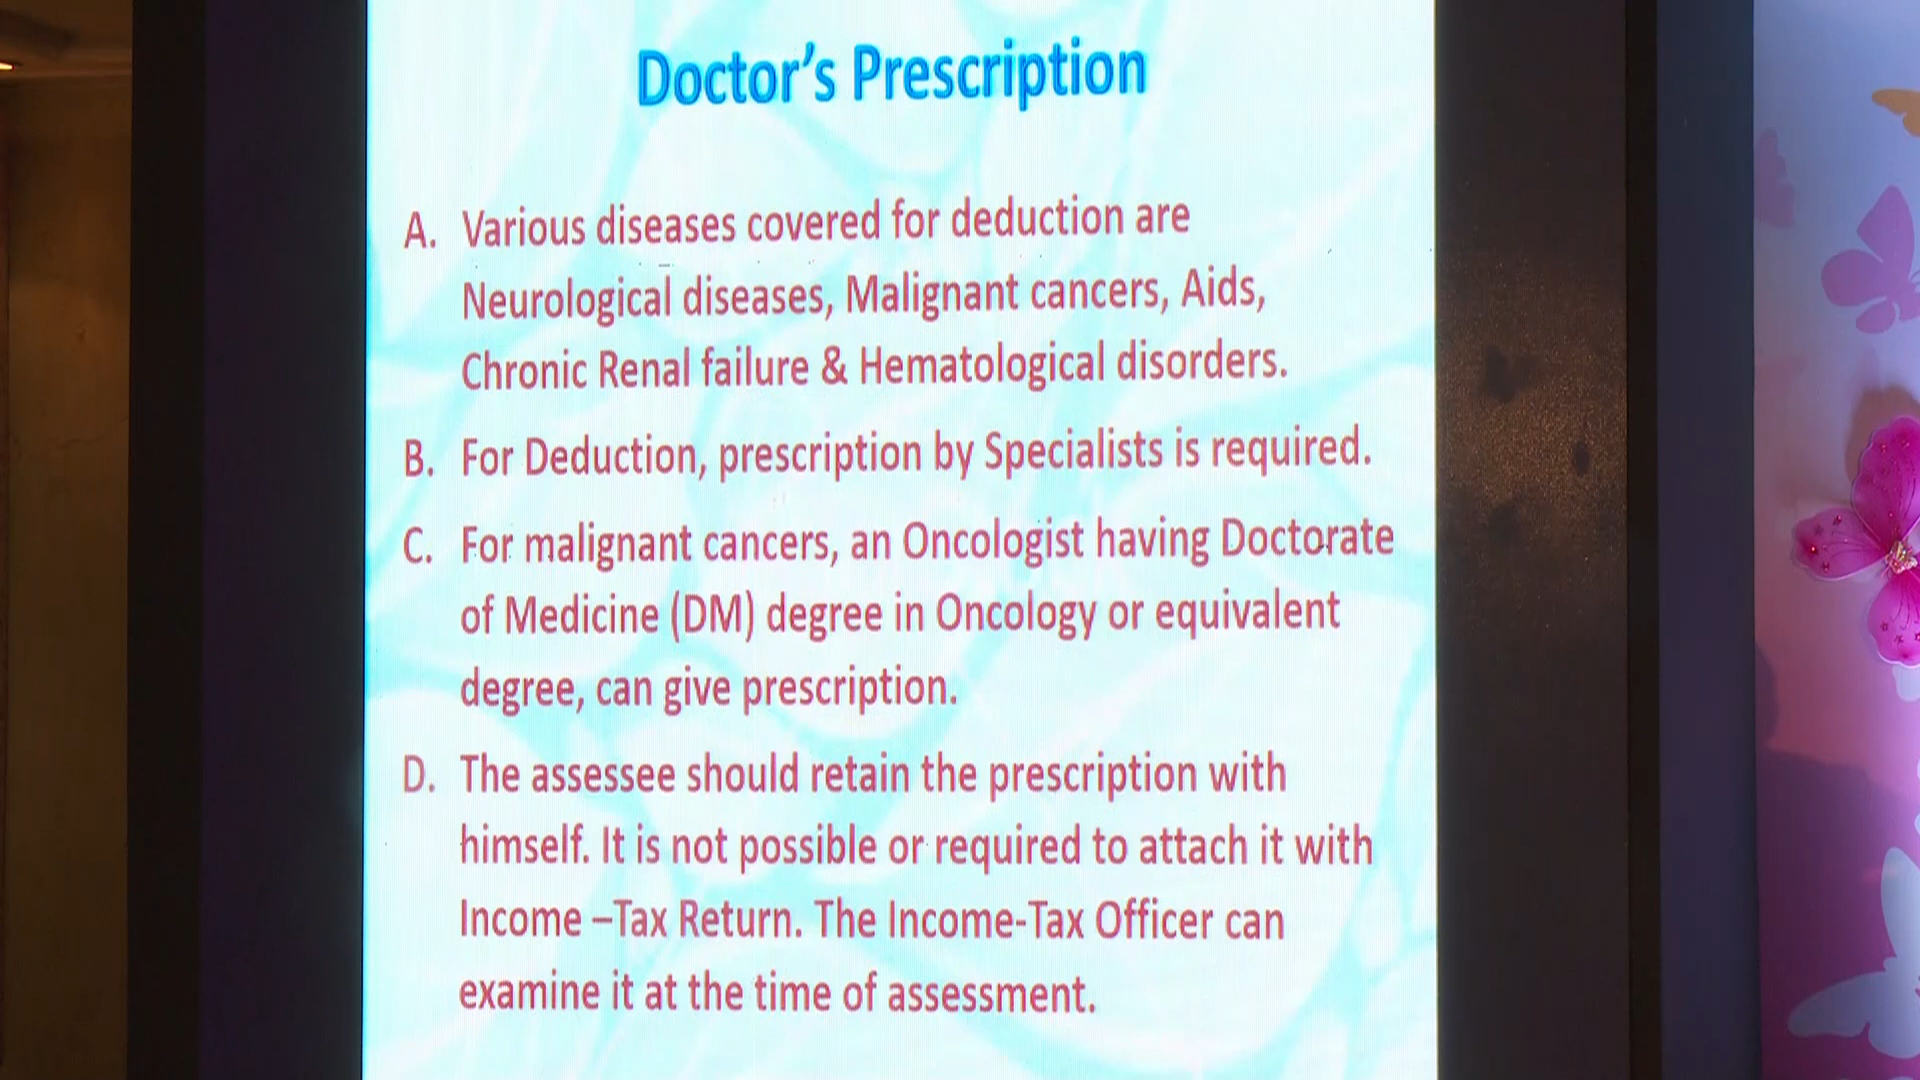 Doctor’s Prescription
A. Various diseases covered for deduction are
Neurological diseases, Malignant cancers, Aids,
Chronic Renal failure & Hematological disorders.
B. For Deduction, prescription by Specialists is required.
C. For malignant cancers, an Oncologist having Doctorate
of Medicine (DM) degree in Oncology or equivalent
degree, can give prescription.
D. The assessee should retain the prescription with
himself. It is not possible or required to attach it with
Income –Tax Return. The Income-Tax Officer can
examine it at the time of assessment.